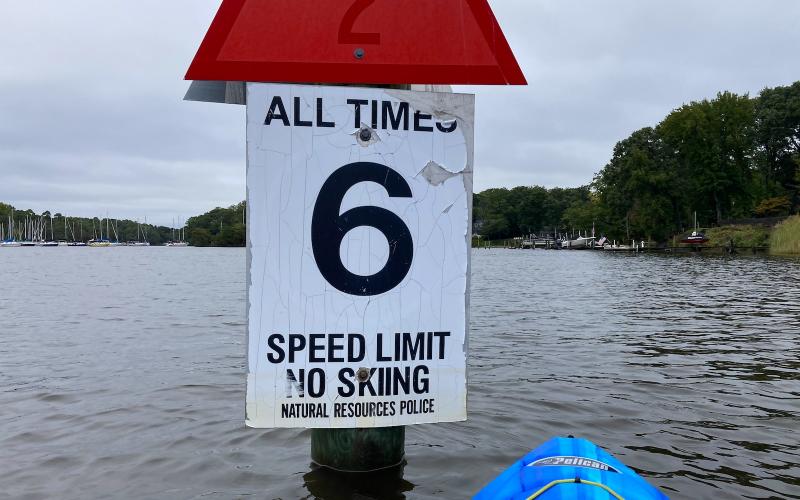 2
ALL TIMES
6
SPEED LIMIT
NO SKIING
NATURAL RESOURCES POLICE
Pelican